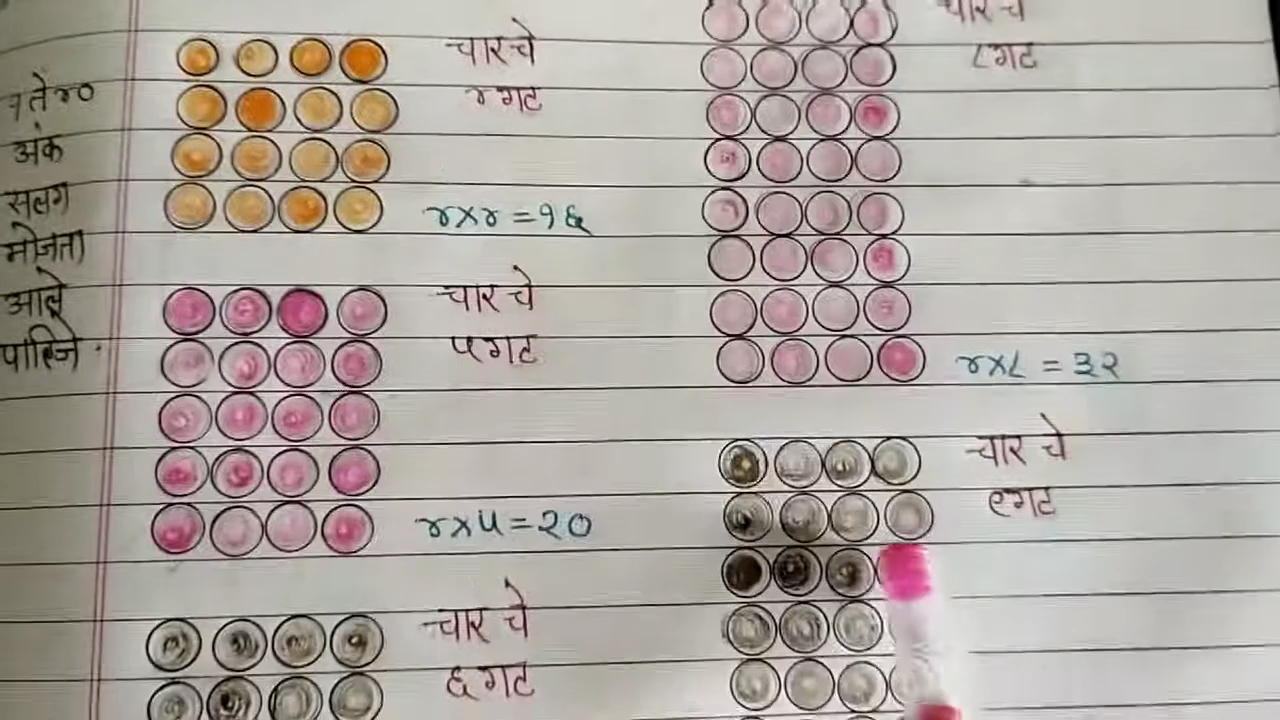 १ ते ४०
अंक
सलग
मोजता
आले
पाहिजे.
चार चे
४ गट
४×४ = १६
चार चे
५ गट
४×५ = २०
चार चे
६ गट
चार चे
८ गट
४×८ = ३२
चार चे
९ गट